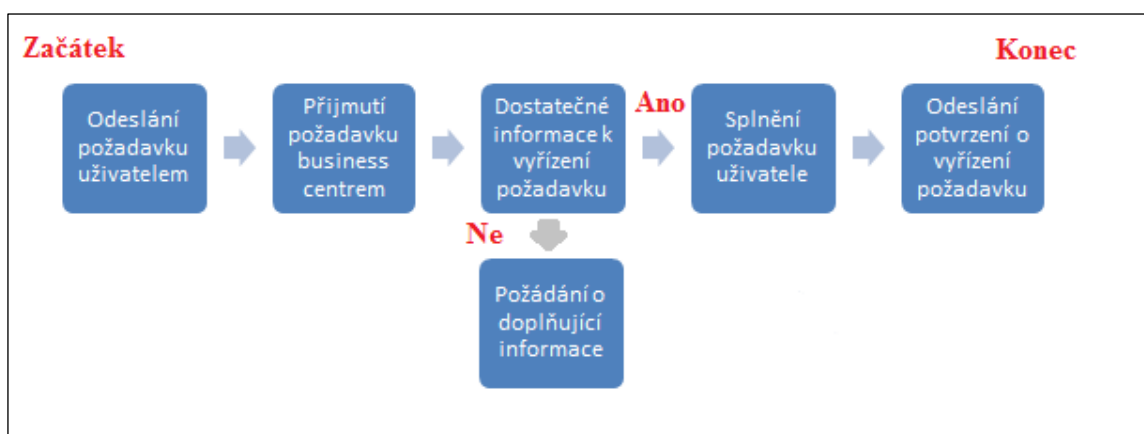 Začátek
Konec
Odeslání
požadavku
uživatelem
Přijmutí
požadavku
business
centrem
Dostatečné
informace k
vyřízení
požadavku
Ano
Splnění
požadavku
uživatele
Odeslání
potvrzení o
vyřízení
požadavku
Ne
Požádání o
doplňující
informace